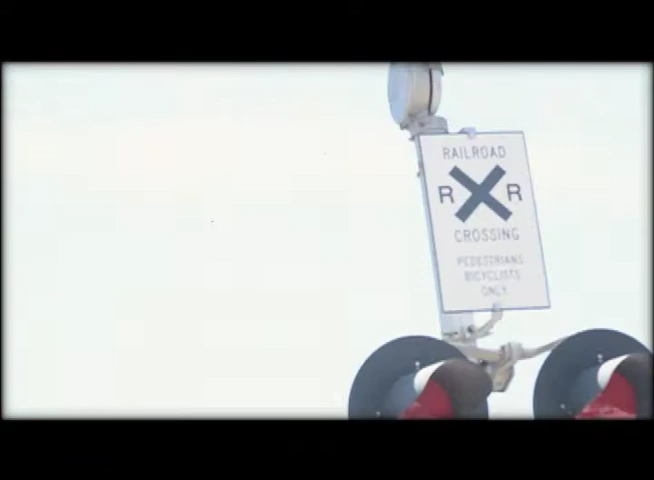 RAILROAD
R X R
CROSSING
PEDESTRIANS
BICYCLISTS
ONLY